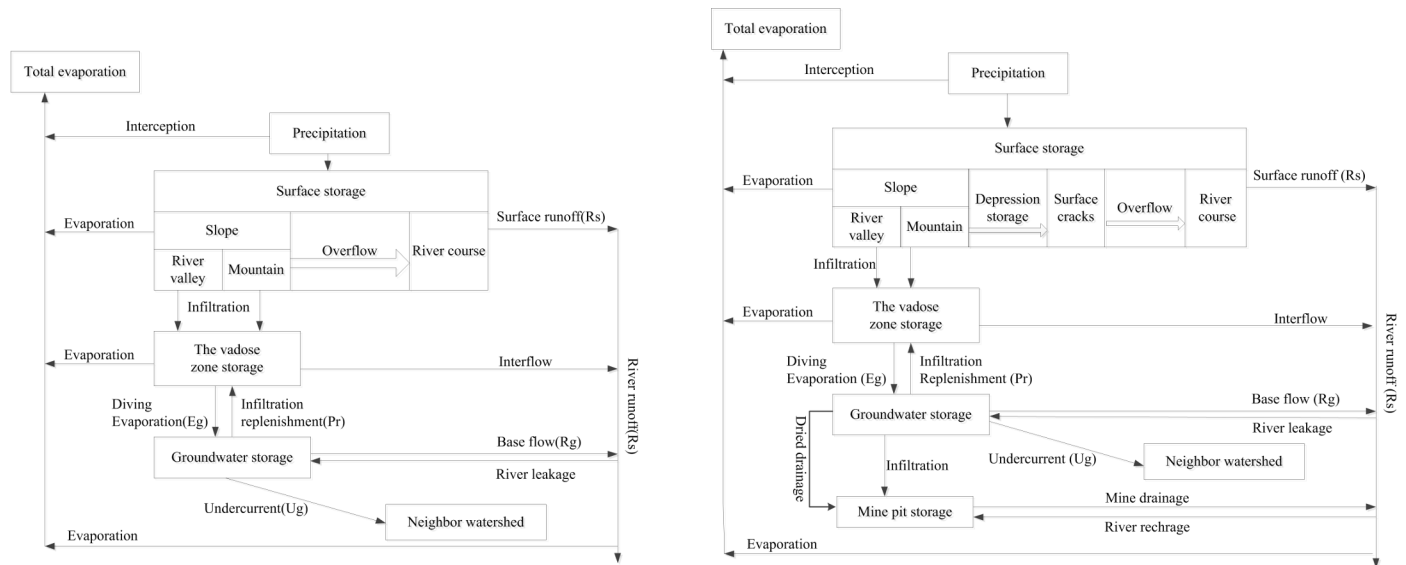 Total evaporation
Interception
Precipitation
Surface storage
Evaporation
Slope
Surface runoff(Rs)
Overflow
River course
River
valley
Mountain
Infiltration
Evaporation
The vadose
zone storage
Interflow
River runoff(Rs)
Diving
Evaporation(Eg)
Infiltration
replenishment(Pr)
Groundwater storage
Base flow(Rg)
River leakage
Undercurrent(Ug)
Neighbor watershed
Evaporation
Total evaporation
Interception
Precipitation
Surface storage
Evaporation
Slope
Surface runoff (Rs)
Depression
storage
Surface
cracks
Overflow
River
course
River
valley
Mountain
Infiltration
Evaporation
The vadose
zone storage
Interflow
River runoff (Rs)
Diving
Evaporation (Eg)
Infiltration
Replenishment (Pr)
Groundwater storage
Base flow (Rg)
River leakage
Dried drainage
Infiltration
Undercurrent (Ug)
Neighbor watershed
Mine pit storage
Mine drainage
River rechrage
Evaporation